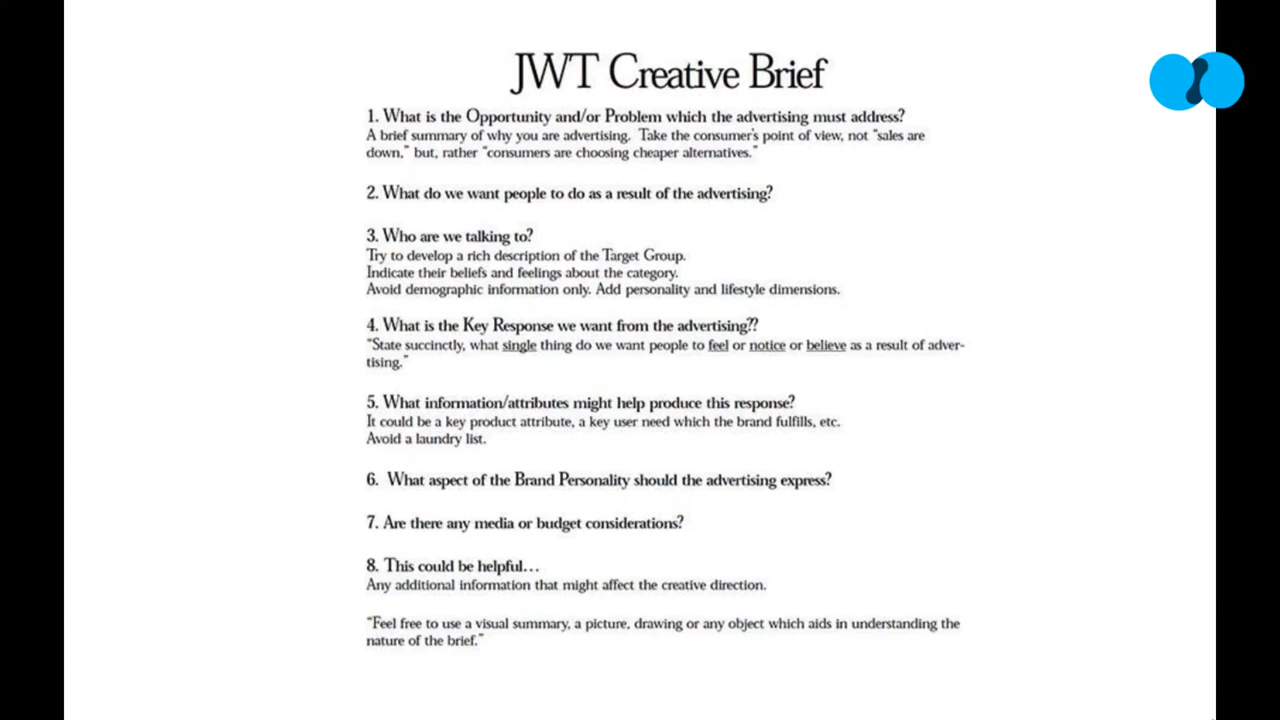 JWT Creative Brief
1. What is the Opportunity and/or Problem which the advertising must address?
A brief summary of why you are advertising. Take the consumer's point of view, not "sales are
down," but, rather "consumers are choosing cheaper alternatives."
2. What do we want people to do as a result of the advertising?
3. Who are we talking to?
Try to develop a rich description of the Target Group.
Indicate their beliefs and feelings about the category.
Avoid demographic information only. Add personality and lifestyle dimensions.
4. What is the Key Response we want from the advertising??
"State succinctly, what single thing do we want people to feel or notice or believe as a result of adver-
tising."
5. What information/attributes might help produce this response?
It could be a key product attribute, a key user need which the brand fulfills, etc.
Avoid a laundry list.
6. What aspect of the Brand Personality should the advertising express?
7. Are there any media or budget considerations?
8. This could be helpful...
Any additional information that might affect the creative direction.
"Feel free to use a visual summary, a picture, drawing or any object which aids in understanding the
nature of the brief."